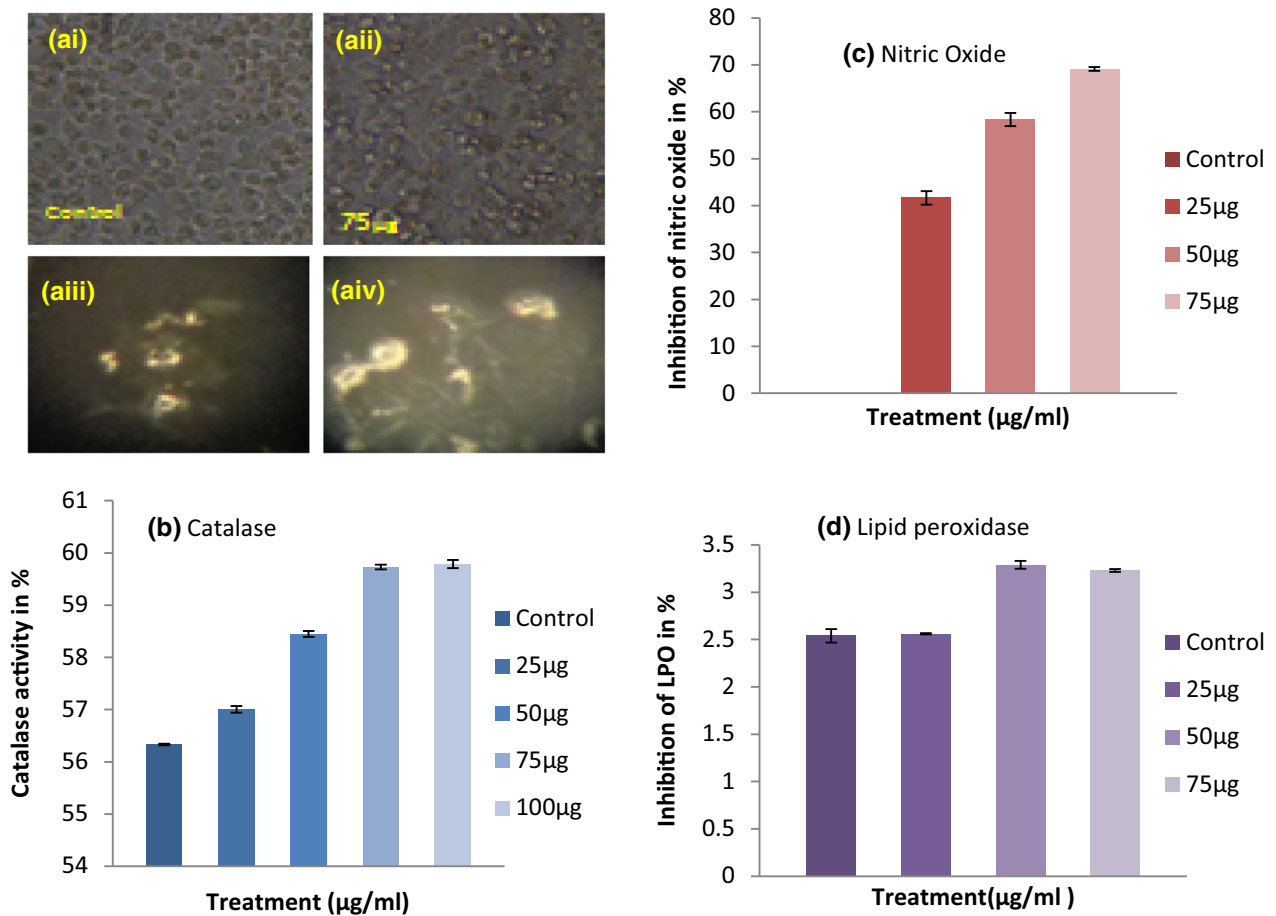 (ai)
Control
(aii)
75 µg
(aiii)
(aiv)
(b) Catalase
Catalase activity in %
61
60
59
58
57
56
55
54
Treatment (µg/ml)
Control
25µg
50µg
75µg
100µg
(c) Nitric Oxide
Inhibition of nitric oxide in %
80
70
60
50
40
30
20
10
0
Treatment (µg/ml)
Control
25µg
50µg
75µg
(d) Lipid peroxidase
Inhibition of LPO in %
3.5
3
2.5
2
1.5
1
0.5
0
Treatment(µg/ml )
Control
25µg
50µg
75µg